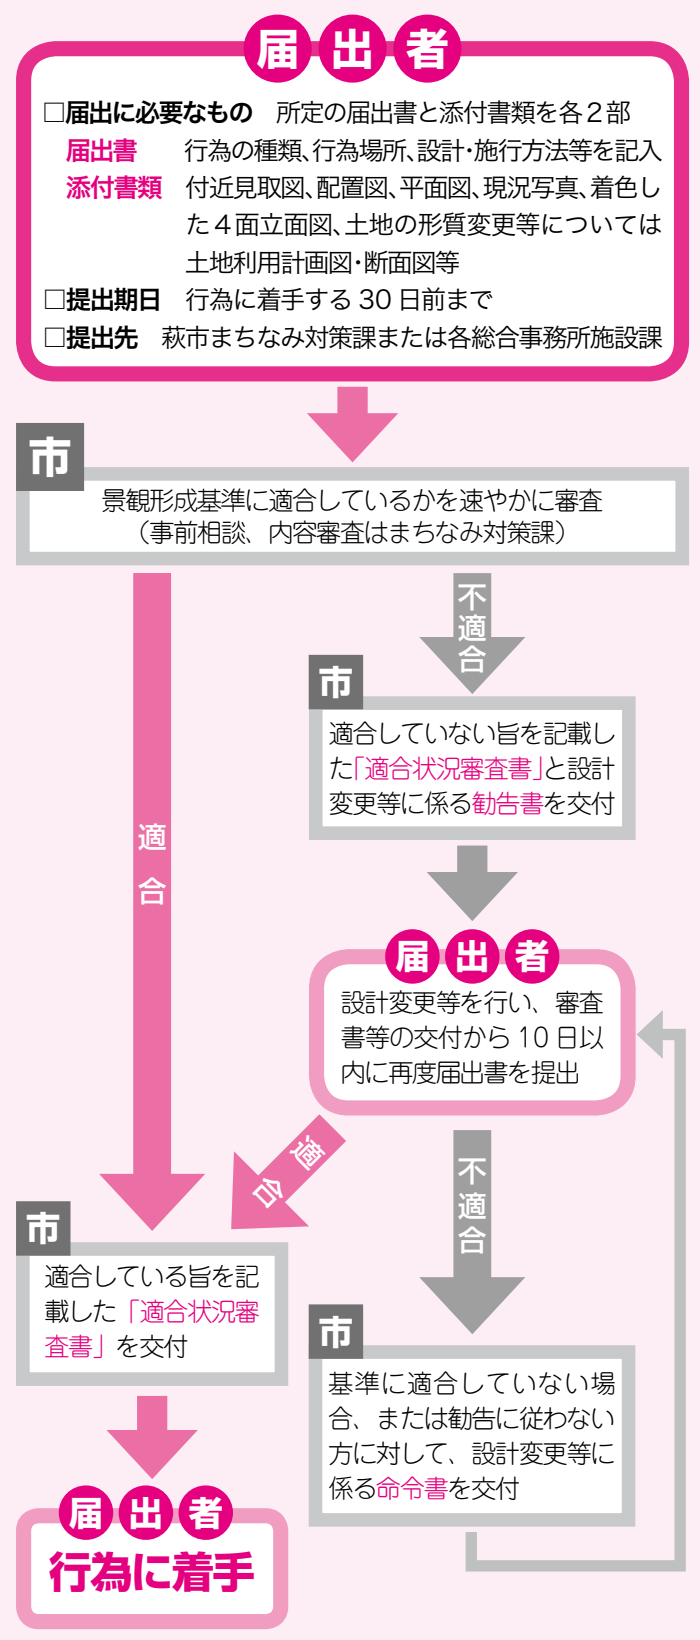 届出者
□届出に必要なもの　所定の届出書と添付書類を各２部
届出書　行為の種類、行為場所、設計・施行方法等を記入
添付書類　付近見取図、配置図、平面図、現況写真、着色し
た４面立面図、土地の形質変更等については
土地利用計画図・断面図等
□提出期日　行為に着手する 30 日前まで
□提出先　萩市まちなみ対策課または各総合事務所施設課
市
景観形成基準に適合しているかを速やかに審査
（事前相談、内容審査はまちなみ対策課）
不適合
市
適合していない旨を記載し
た「適合状況審査書」と設計
変更等に係る勧告書を交付
適合
届出者
設計変更等を行い、審査
書等の交付から 10 日以
内に再度届出書を提出
適合
不適合
市
適合している旨を記
載した「適合状況審
査書」を交付
市
基準に適合していない場
合、または勧告に従わない
方に対して、設計変更等に
係る命令書を交付
届出者
行為に着手